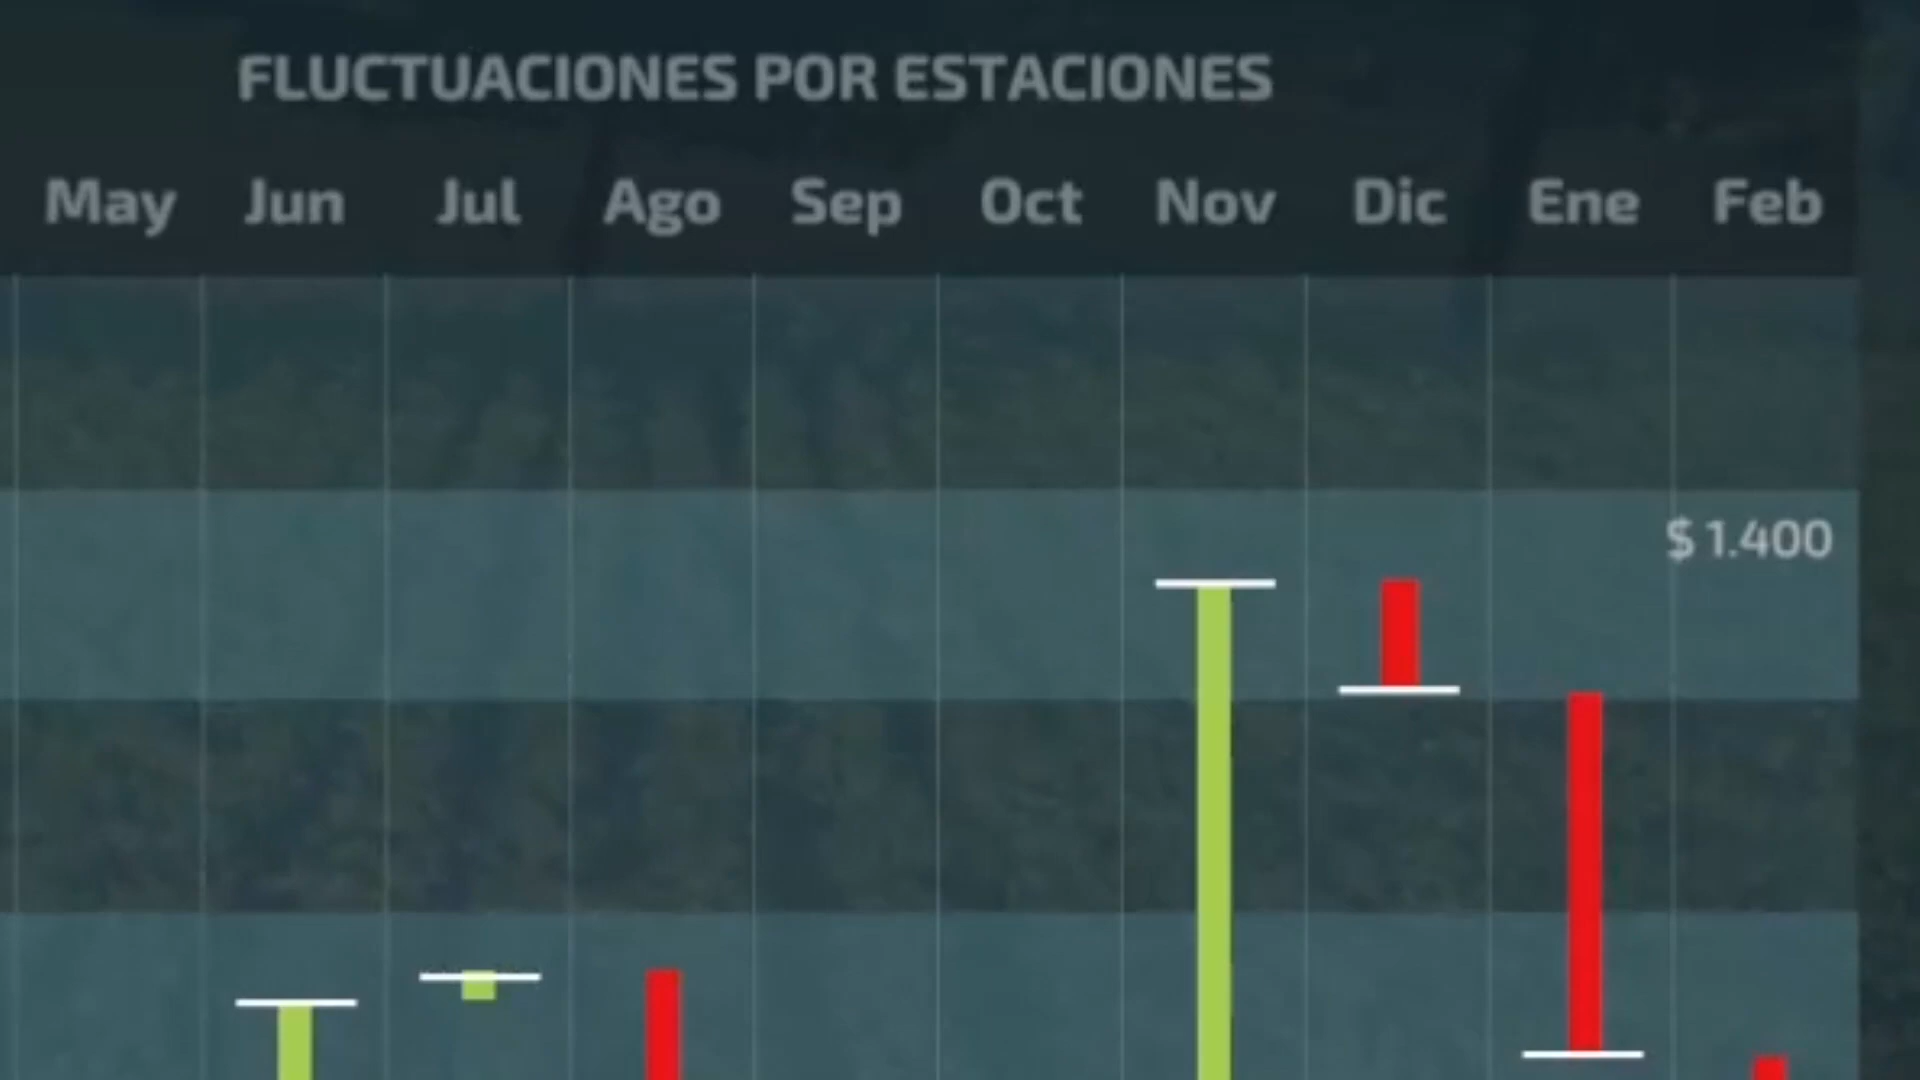 FLUCTUACIONES POR ESTACIONES
May Jun Jul Ago Sep Oct Nov Dic Ene Feb
$ 1.400